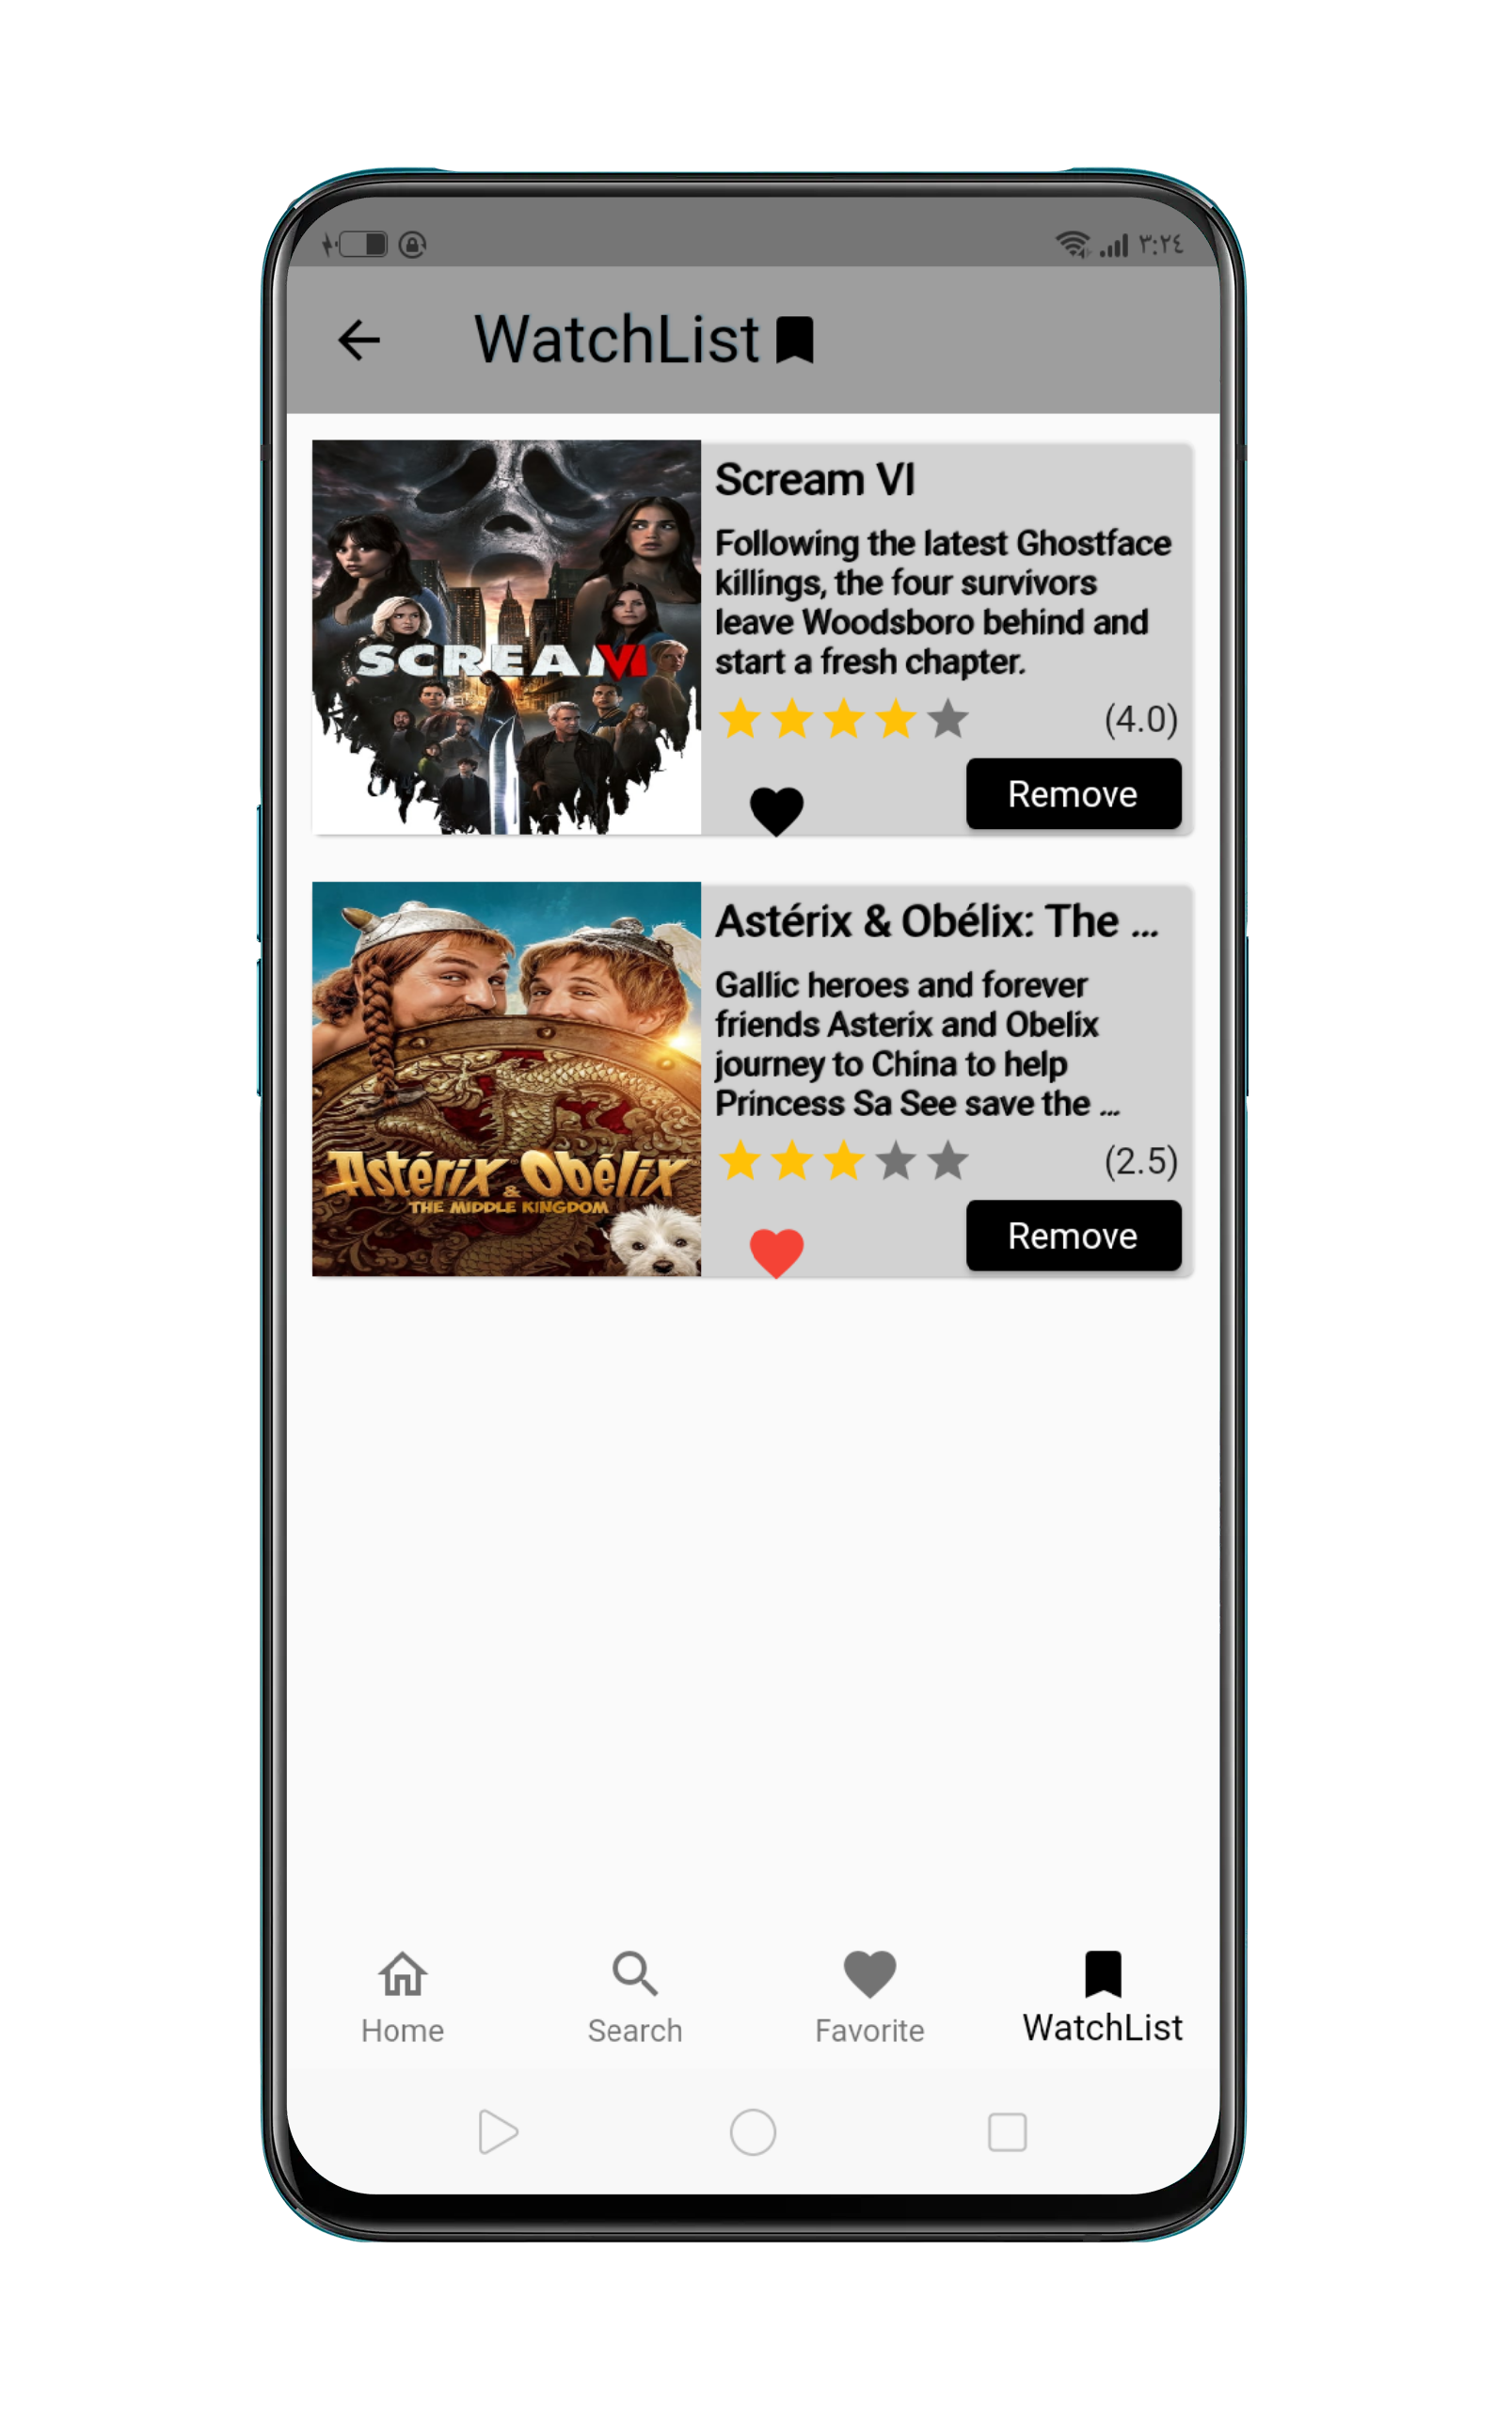 ٣:٢٤
WatchList
SCREAM VI
Scream VI
Following the latest Ghostface
killings, the four survivors
leave Woodsboro behind and
start a fresh chapter.
(4.0)
Remove
Astérix & Obélix
THE MIDDLE KINGDOM
Astérix & Obélix: The ...
Gallic heroes and forever
friends Asterix and Obelix
journey to China to help
Princess Sa See save the ...
(2.5)
Remove
Home
Search
Favorite
WatchList